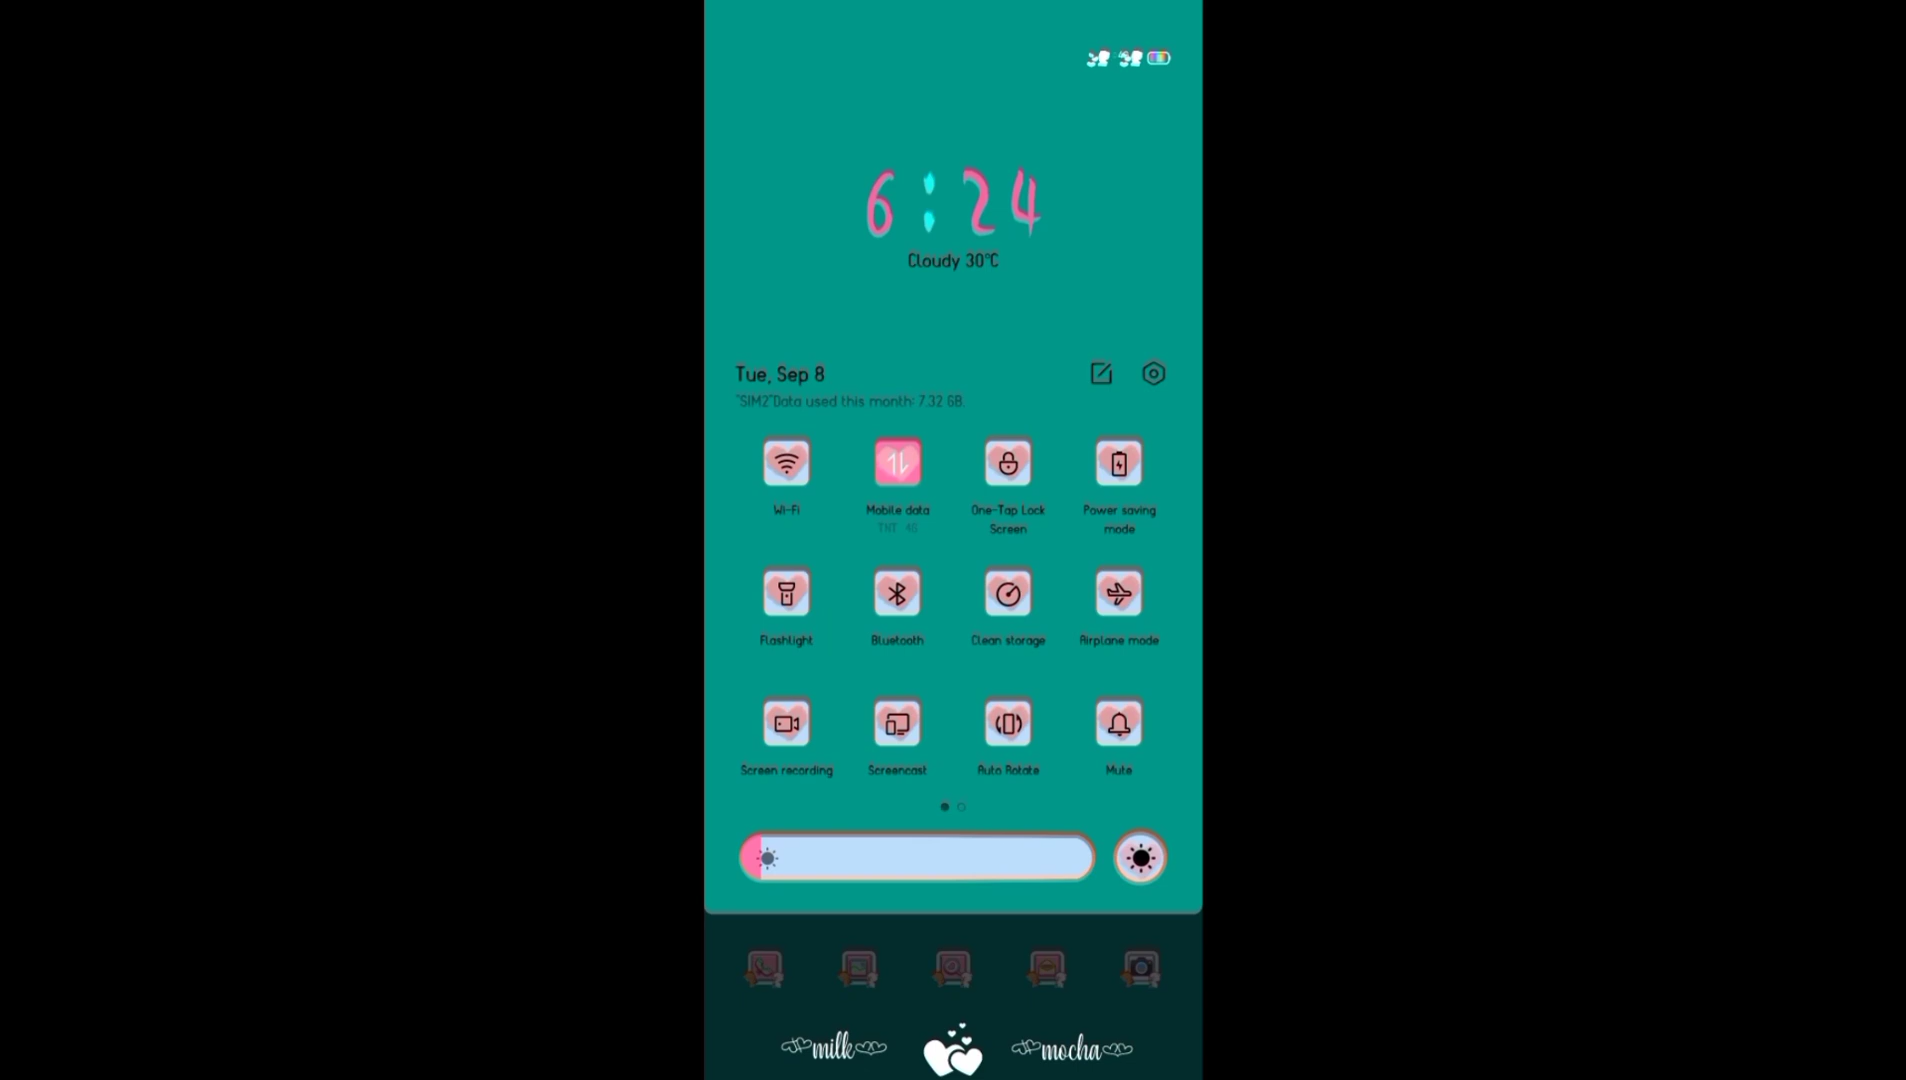 6:24
Cloudy 30°C
Tue, Sep 8
"SIM2"Data used this month: 7.32 GB.
Wi-Fi
Mobile data
TNT 4G
One-Tap Lock
Screen
Power saving
mode
Flashlight
Bluetooth
Clean storage
Airplane mode
Screen recording
Screencast
Auto Rotate
Mute
milk
mocha